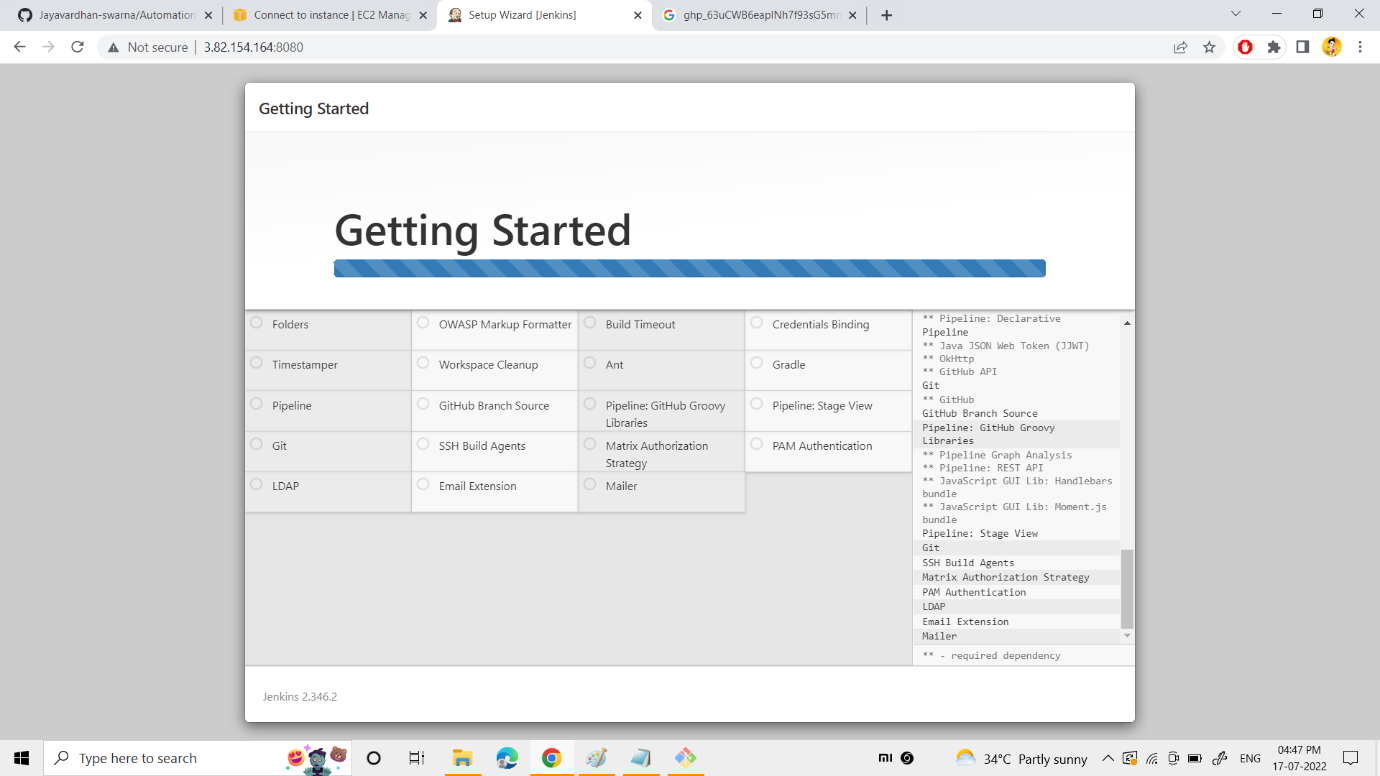 Jayavardhan-swarna/Automation
Connect to instance | EC2 Manag
Setup Wizard [Jenkins]
Not secure
3.82.154.164:8080
Getting Started
Getting Started
Folders
OWASP Markup Formatter
Build Timeout
Credentials Binding
Timestamper
Workspace Cleanup
Ant
Gradle
Pipeline
GitHub Branch Source
Pipeline: GitHub Groovy
Libraries
Pipeline: Stage View
Git
SSH Build Agents
Matrix Authorization
Strategy
PAM Authentication
LDAP
Email Extension
Mailer
** Pipeline: Declarative
Pipeline
** Java JSON Web Token (JJWT)
** OkHttp
** GitHub API
Git
** GitHub
GitHub Branch Source
Pipeline: GitHub Groovy
Libraries
** Pipeline Graph Analysis
** Pipeline: REST API
** JavaScript GUI Lib: Handlebars
bundle
** JavaScript GUI Lib: Moment.js
bundle
Pipeline: Stage View
Git
SSH Build Agents
Matrix Authorization Strategy
PAM Authentication
LDAP
Email Extension
Mailer
** - required dependency
Jenkins 2.346.2
Type here to search
34°C Partly sunny
ENG
04:47 PM
17-07-2022